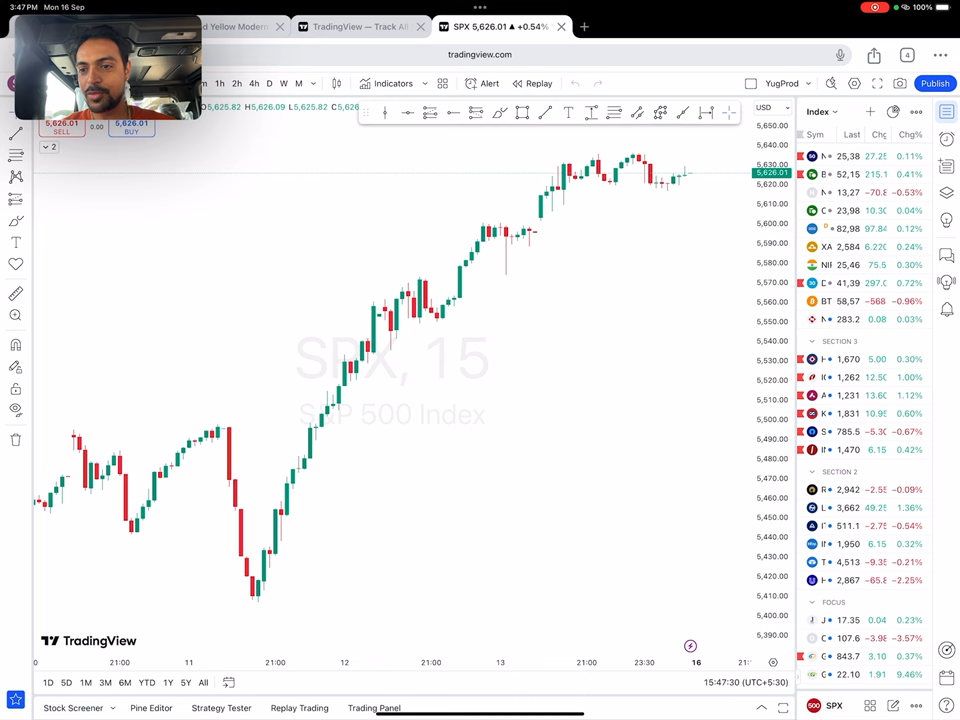 3:47PM Mon 16 Sep
100%
d Yellow Modern
TradingView — Track All
SPX 5,626.01 ▲ +0.54%
tradingview.com
4
1h 2h 4h D W M
Indicators
Alert
Replay
YugProd
Publish
O5,625.82 H5,626.09 L5,625.82 C5,626
5,626.01
SELL
0.00
5,626.01
BUY
2
USD
5,650.00
5,640.00
5,630.00
5,626.01
5,620.00
5,610.00
5,600.00
5,590.00
5,580.00
5,570.00
5,560.00
5,550.00
5,540.00
5,530.00
5,520.00
5,510.00
5,500.00
5,490.00
5,480.00
5,470.00
5,460.00
5,450.00
5,440.00
5,430.00
5,420.00
5,410.00
5,400.00
5,390.00
SPX, 15
S&P 500 Index
TradingView
0 21:00 11 21:00 12 21:00 13 21:00 23:30 16 21:
1D 5D 1M 3M 6M YTD 1Y 5Y All
15:47:30 (UTC+5:30)
Stock Screener Pine Editor Strategy Tester Replay Trading Trading Panel
Index
Sym Last Chg Chg%
N 25,38 27.25 0.11%
B 52,15 215.1 0.41%
N 13,27 −70.8 −0.53%
C 23,98 10.30 0.04%
82,98 97.84 0.12%
XA 2,584 6.220 0.24%
NIF 25,46 75.5 0.30%
D 41,39 297.0 0.72%
BT 58,57 −568 −0.96%
N 283.2 0.08 0.03%
SECTION 3
H 1,670 5.00 0.30%
IC 1,262 12.50 1.00%
A 1,231 13.60 1.12%
K 1,831 10.95 0.60%
S 785.5 −5.30 −0.67%
IN 1,470 6.15 0.42%
SECTION 2
R 2,942 −2.55 −0.09%
L 3,662 49.25 1.36%
I 511.1 −2.75 −0.54%
IN 1,950 6.15 0.32%
T 4,513 −9.35 −0.21%
H 2,867 −65.8 −2.25%
FOCUS
J 17.35 0.04 0.23%
C 107.6 −3.98 −3.57%
G 843.7 3.10 0.37%
G 22.10 1.91 9.46%
500 SPX